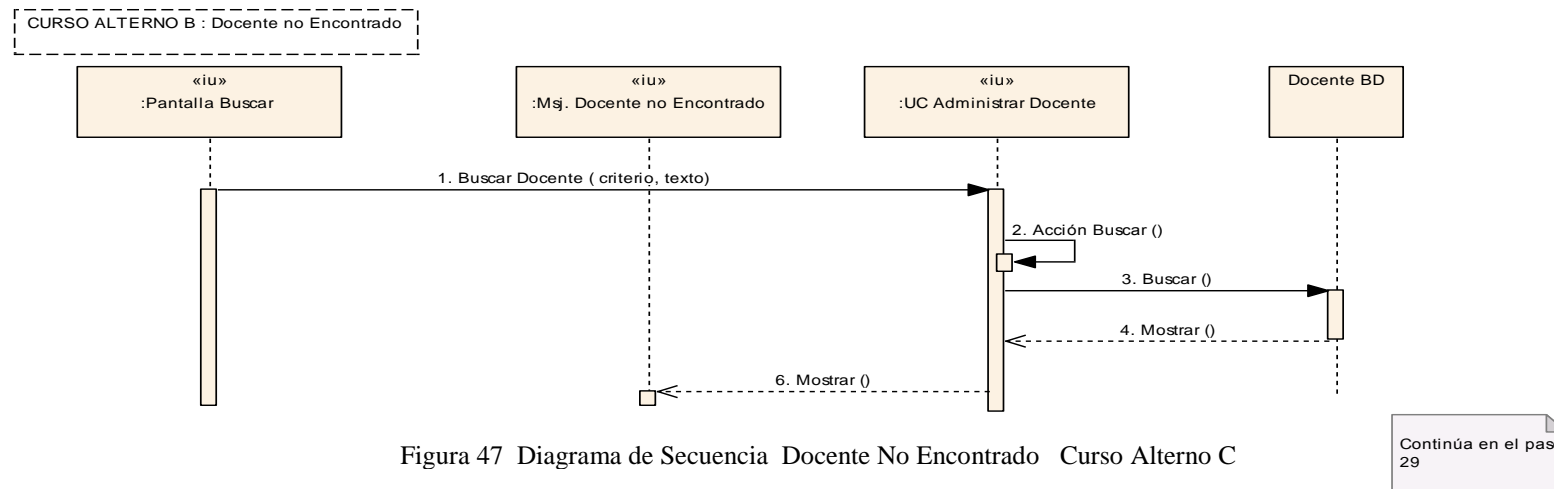 CURSO ALTERNO B : Docente no Encontrado
«iu»
:Pantalla Buscar
«iu»
:Msj. Docente no Encontrado
«iu»
:UC Administrar Docente
Docente BD
1. Buscar Docente ( criterio, texto)
2. Acción Buscar ()
3. Buscar ()
4. Mostrar ()
6. Mostrar ()
Continúa en el pas
29
Figura 47 Diagrama de Secuencia Docente No Encontrado Curso Alterno C